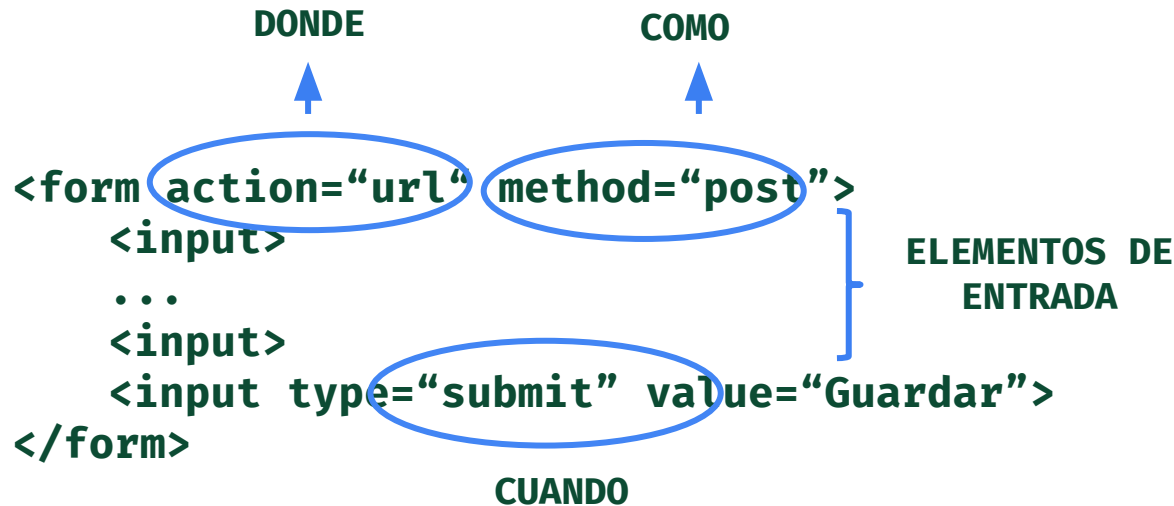 DONDE
COMO
<form action=“url“ method=“post”>
<input>
...
<input>
<input type=“submit” value=“Guardar”>
</form>
ELEMENTOS DE
ENTRADA
CUANDO